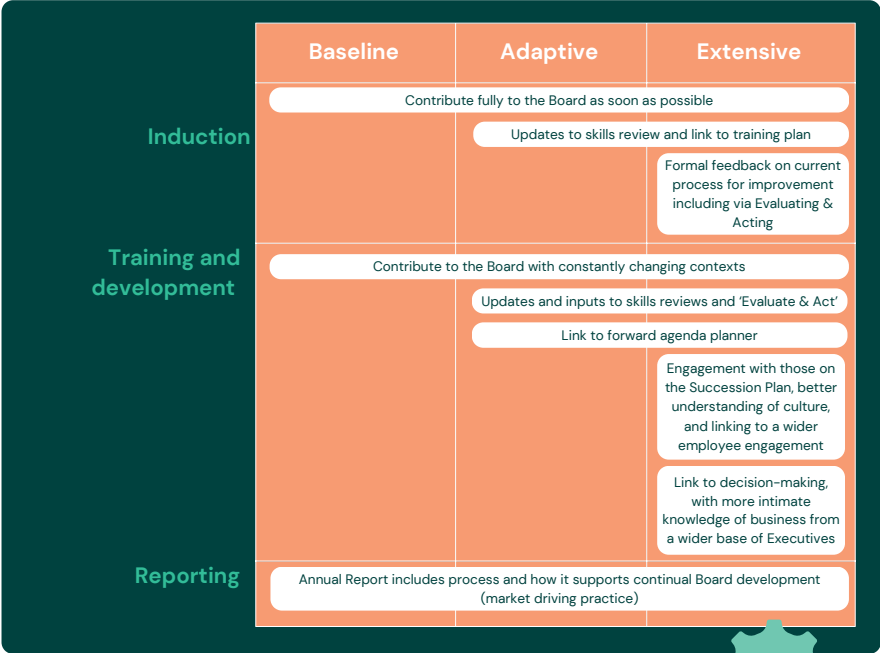 Baseline
Adaptive
Extensive
Induction
Contribute fully to the Board as soon as possible
Updates to skills review and link to training plan
Formal feedback on current
process for improvement
including via Evaluating &
Acting
Training and
development
Contribute to the Board with constantly changing contexts
Updates and inputs to skills reviews and ‘Evaluate & Act’
Link to forward agenda planner
Engagement with those on
the Succession Plan, better
understanding of culture,
and linking to a wider
employee engagement
Link to decision-making,
with more intimate
knowledge of business from
a wider base of Executives
Reporting
Annual Report includes process and how it supports continual Board development
(market driving practice)